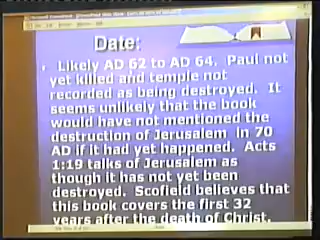 Date:
• Likely AD 62 to AD 64. Paul not
yet killed and temple not
recorded as being destroyed. It
seems unlikely that the book
would have not mentioned the
destruction of Jerusalem in 70
AD if it had yet happened. Acts
1:19 talks of Jerusalem as
though it has not yet been
destroyed. Scofield believes that
this book covers the first 32
years after the death of Christ.